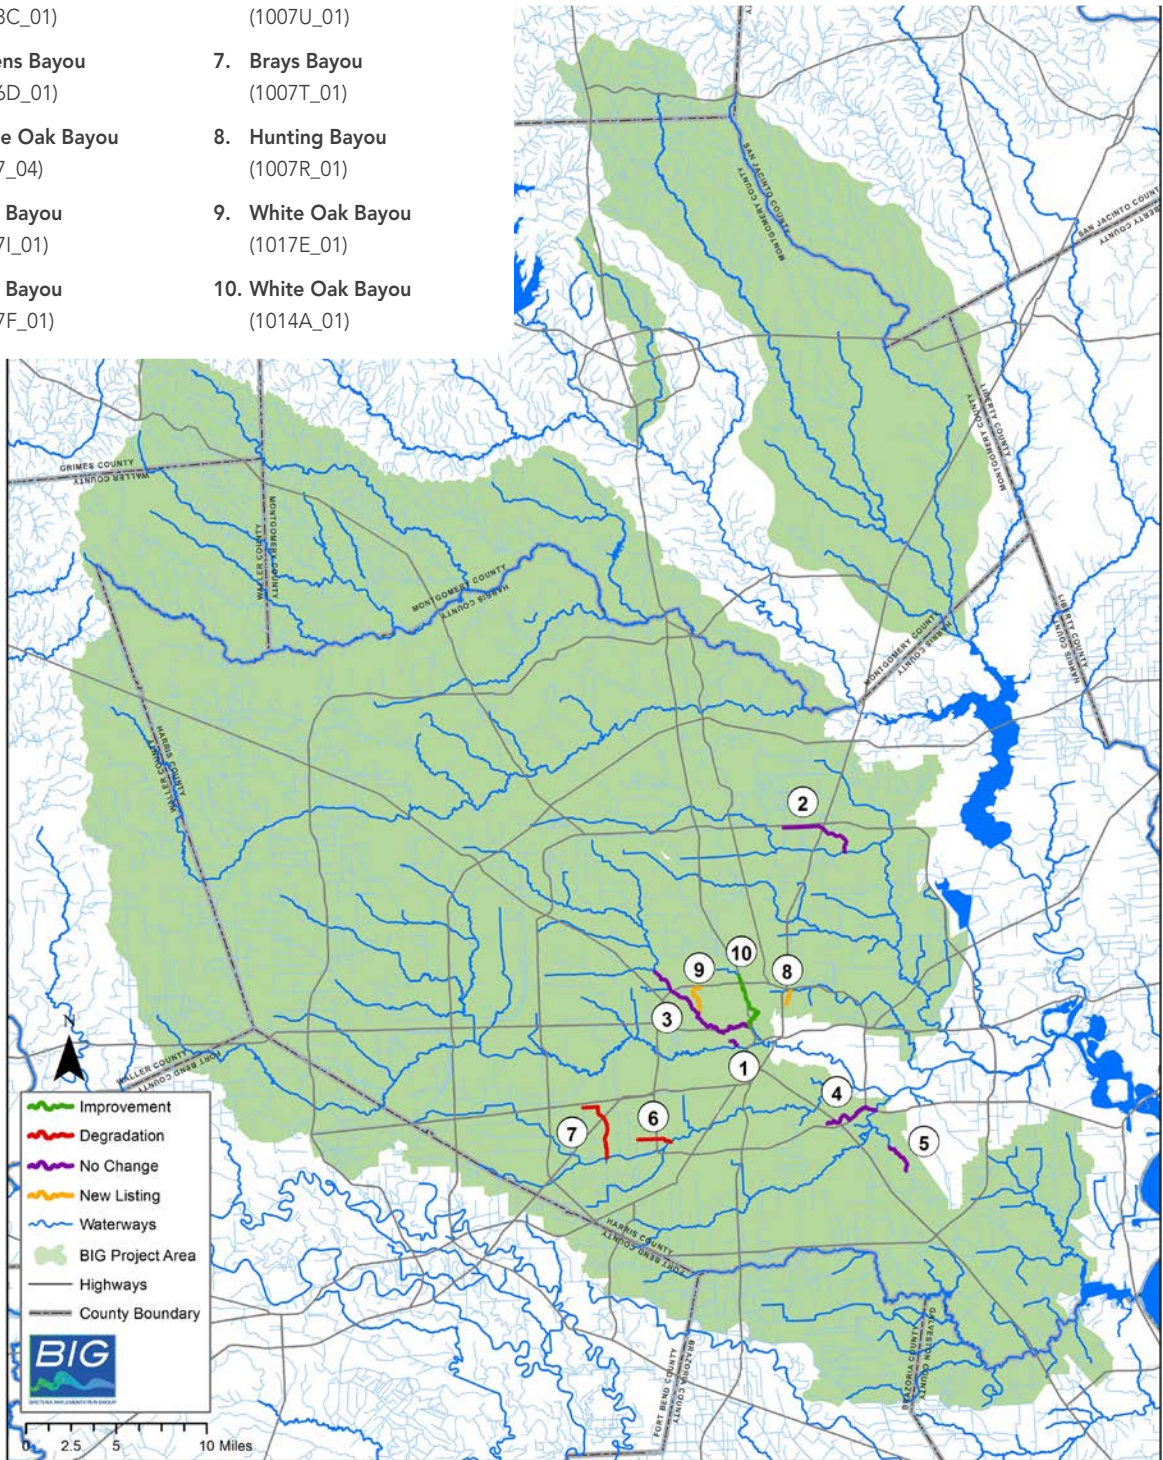 3C_01)
ens Bayou
6D_01)
e Oak Bayou
7_04)
Bayou
7I_01)
Bayou
7F_01)
(1007U_01)
7. Brays Bayou
(1007T_01)
8. Hunting Bayou
(1007R_01)
9. White Oak Bayou
(1017E_01)
10. White Oak Bayou
(1014A_01)
SAN JACINTO COUNTY
MONTGOMERY COUNTY
SAN JACINTO COUNT
LIBERTY COUNTY
LIBERTY COUNTY
MONTGOMERY COUNTY
GRIMES COUNTY
WALLER COUNTY
WALLER COUNTY
MONTGOMERY COUNTY
MONTGOMERY COUNTY
HARRIS COUNTY
MONTGOMERY COUNTY
HARRIS COUNTY
LIBERTY COUNTY
HARRIS COUNTY
HARRIS COUNTY
WALLER COUNTY
2
10
9
8
3
1
4
6
7
5
N
WALLER COUNTY
FORT BEND COUNTY
HARRIS COUNTY
FORT BEND COUNTY
FORT BEND COUNTY
BRAZORIA COUNTY
BRAZORIA COUNTY
GALVESTON COUNTY
Improvement
Degradation
No Change
New Listing
Waterways
BIG Project Area
Highways
County Boundary
BIG
BACTERIA IMPLEMENTATION GROUP
0 2.5 5 10 Miles